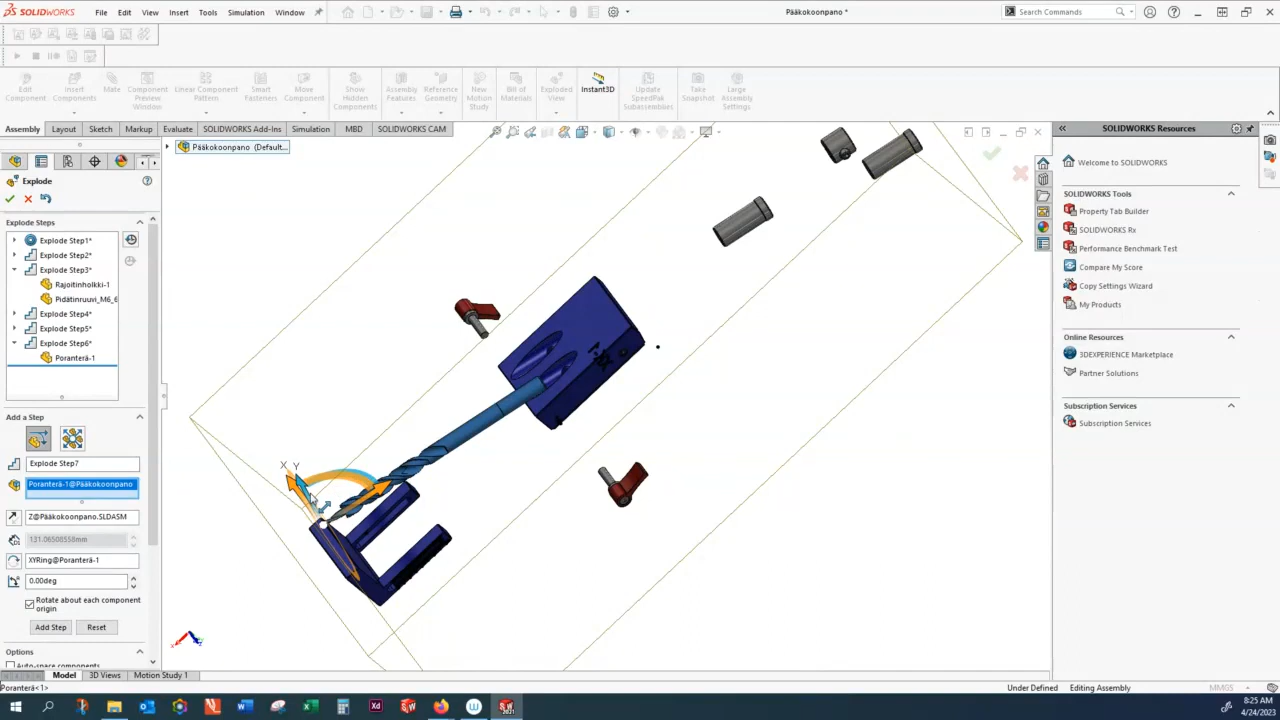 SOLIDWORKS File Edit View Insert Tools Simulation Window Pääkokoonpano * Search Commands
Edit Component Insert Components Mate Component Preview Window Linear Component Pattern Smart Fasteners Move Component Show Hidden Components Assembly Features Reference Geometry New Motion Study Bill of Materials Exploded View Instant3D Update SpeedPak Subassemblies Take Snapshot Large Assembly Settings
Assembly Layout Sketch Markup Evaluate SOLIDWORKS Add-Ins Simulation MBD SOLIDWORKS CAM
Pääkokoonpano (Default...
Explode
Explode Steps
Explode Step1*
Explode Step2*
Explode Step3*
Rajoitinholkki-1
Pidätinruuvi_M6_6
Explode Step4*
Explode Step5*
Explode Step6*
Poranterä-1
Add a Step
Explode Step7
Poranterä-1@Pääkokoonpano
Z@Pääkokoonpano.SLDASM
131.06508558mm
XYRing@Poranterä-1
0.00deg
Rotate about each component origin
Add Step Reset
Options
Auto-space components
X Y
SOLIDWORKS Resources
Welcome to SOLIDWORKS
SOLIDWORKS Tools
Property Tab Builder
SOLIDWORKS Rx
Performance Benchmark Test
Compare My Score
Copy Settings Wizard
My Products
Online Resources
3DEXPERIENCE Marketplace
Partner Solutions
Subscription Services
Subscription Services
Model 3D Views Motion Study 1
Poranterä<1> Under Defined Editing Assembly MMGS
8:25 AM
4/24/2023